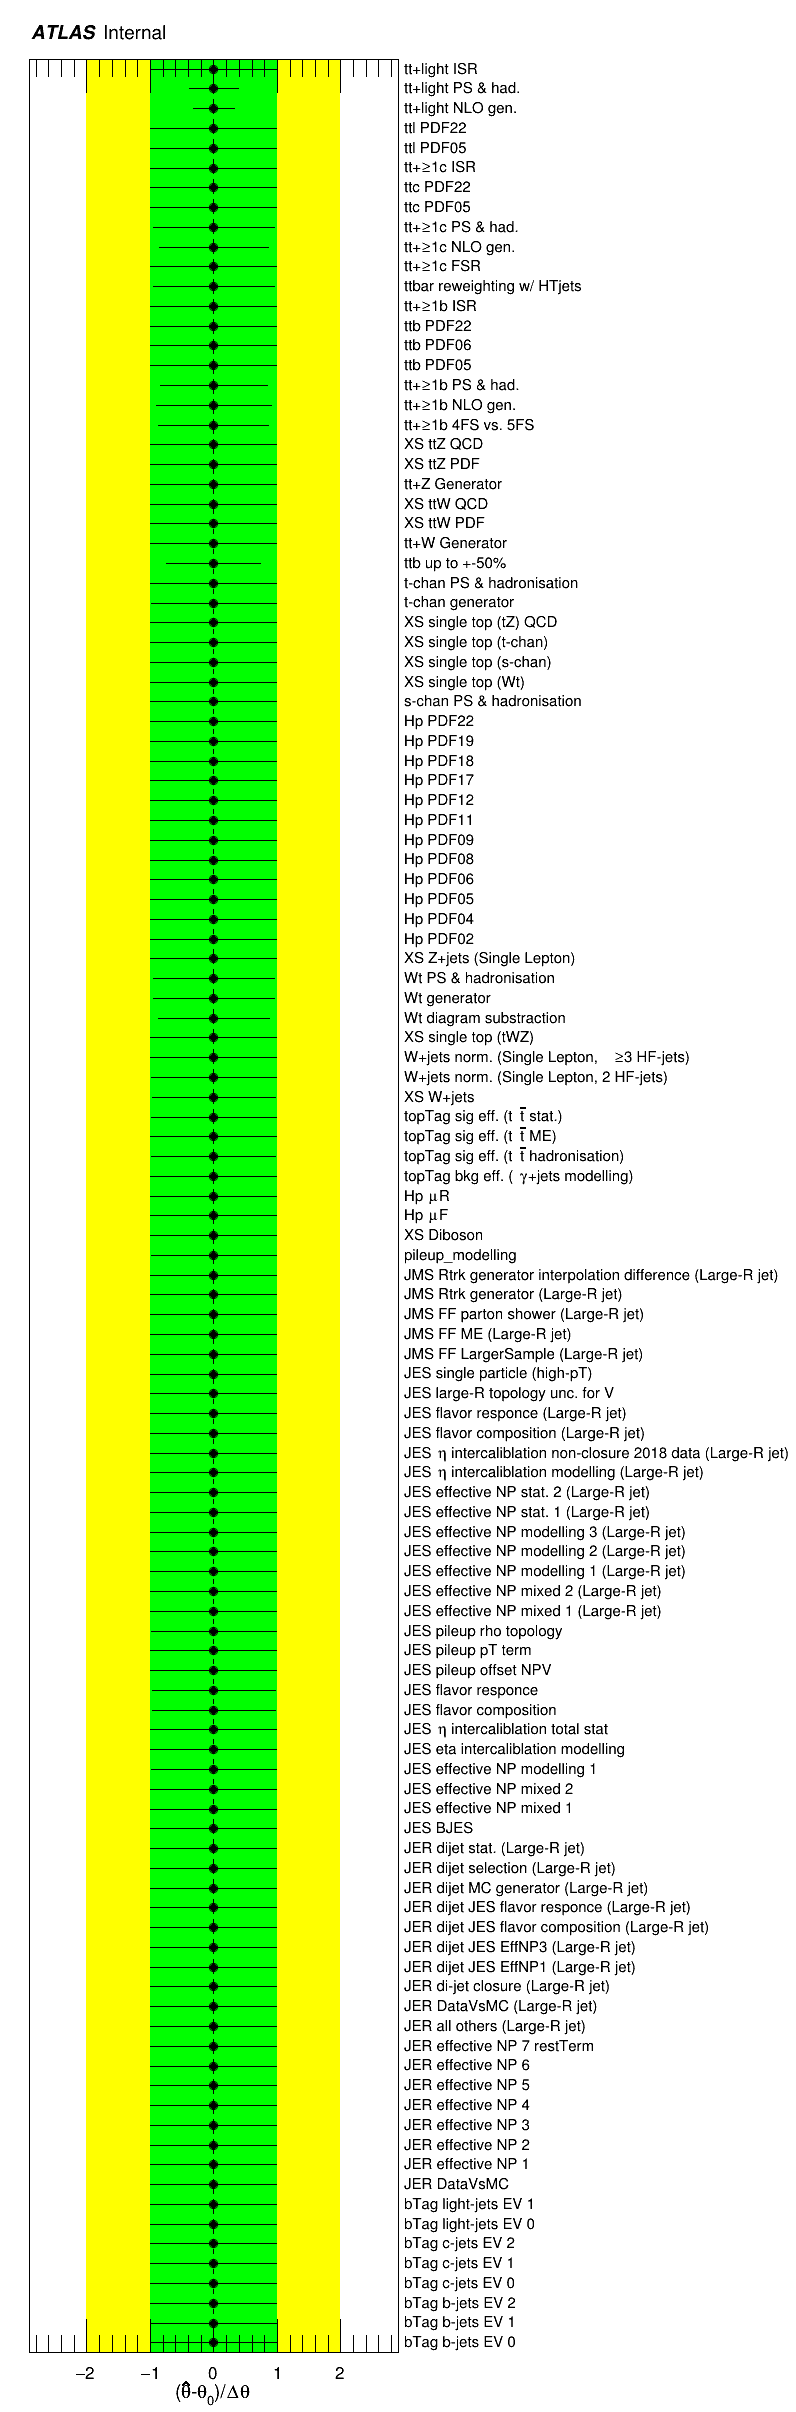 ATLAS Internal
tt+light ISR
tt+light PS & had.
tt+light NLO gen.
ttl PDF22
ttl PDF05
tt+≥1c ISR
ttc PDF22
ttc PDF05
tt+≥1c PS & had.
tt+≥1c NLO gen.
tt+≥1c FSR
ttbar reweighting w/ HTjets
tt+≥1b ISR
ttb PDF22
ttb PDF06
ttb PDF05
tt+≥1b PS & had.
tt+≥1b NLO gen.
tt+≥1b 4FS vs. 5FS
XS ttZ QCD
XS ttZ PDF
tt+Z Generator
XS ttW QCD
XS ttW PDF
tt+W Generator
ttb up to +-50%
t-chan PS & hadronisation
t-chan generator
XS single top (tZ) QCD
XS single top (t-chan)
XS single top (s-chan)
XS single top (Wt)
s-chan PS & hadronisation
Hp PDF22
Hp PDF19
Hp PDF18
Hp PDF17
Hp PDF12
Hp PDF11
Hp PDF09
Hp PDF08
Hp PDF06
Hp PDF05
Hp PDF04
Hp PDF02
XS Z+jets (Single Lepton)
Wt PS & hadronisation
Wt generator
Wt diagram substraction
XS single top (tWZ)
W+jets norm. (Single Lepton, ≥3 HF-jets)
W+jets norm. (Single Lepton, 2 HF-jets)
XS W+jets
topTag sig eff. (t t̄ stat.)
topTag sig eff. (t t̄ ME)
topTag sig eff. (t t̄ hadronisation)
topTag bkg eff. ( γ+jets modelling)
Hp μR
Hp μF
XS Diboson
pileup_modelling
JMS Rtrk generator interpolation difference (Large-R jet)
JMS Rtrk generator (Large-R jet)
JMS FF parton shower (Large-R jet)
JMS FF ME (Large-R jet)
JMS FF LargerSample (Large-R jet)
JES single particle (high-pT)
JES large-R topology unc. for V
JES flavor responce (Large-R jet)
JES flavor composition (Large-R jet)
JES η intercaliblation non-closure 2018 data (Large-R jet)
JES η intercaliblation modelling (Large-R jet)
JES effective NP stat. 2 (Large-R jet)
JES effective NP stat. 1 (Large-R jet)
JES effective NP modelling 3 (Large-R jet)
JES effective NP modelling 2 (Large-R jet)
JES effective NP modelling 1 (Large-R jet)
JES effective NP mixed 2 (Large-R jet)
JES effective NP mixed 1 (Large-R jet)
JES pileup rho topology
JES pileup pT term
JES pileup offset NPV
JES flavor responce
JES flavor composition
JES η intercaliblation total stat
JES eta intercaliblation modelling
JES effective NP modelling 1
JES effective NP mixed 2
JES effective NP mixed 1
JES BJES
JER dijet stat. (Large-R jet)
JER dijet selection (Large-R jet)
JER dijet MC generator (Large-R jet)
JER dijet JES flavor responce (Large-R jet)
JER dijet JES flavor composition (Large-R jet)
JER dijet JES EffNP3 (Large-R jet)
JER dijet JES EffNP1 (Large-R jet)
JER di-jet closure (Large-R jet)
JER DataVsMC (Large-R jet)
JER all others (Large-R jet)
JER effective NP 7 restTerm
JER effective NP 6
JER effective NP 5
JER effective NP 4
JER effective NP 3
JER effective NP 2
JER effective NP 1
JER DataVsMC
bTag light-jets EV 1
bTag light-jets EV 0
bTag c-jets EV 2
bTag c-jets EV 1
bTag c-jets EV 0
bTag b-jets EV 2
bTag b-jets EV 1
bTag b-jets EV 0
−2 −1 0 1 2
(θ̂-θ₀)/Δθ